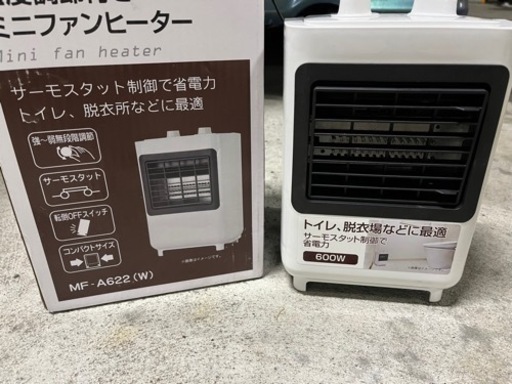 ミニファンヒーター
Mini fan heater
サーモスタット制御で省電力
トイレ、脱衣所などに最適
強〜弱無段階調節
サーモスタット
転倒OFFスイッチ
コンパクトサイズ
MF-A622(W)
トイレ、脱衣場などに最適
サーモスタット制御で
省電力
600W